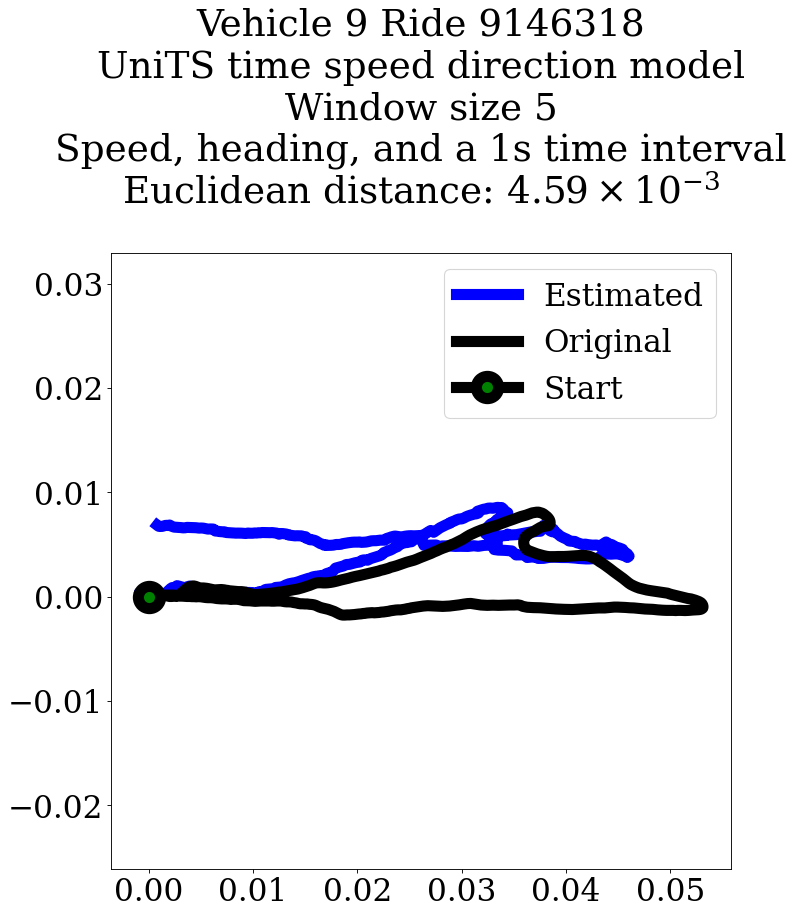 Vehicle 9 Ride 9146318
UniTS time speed direction model
Window size 5
Speed, heading, and a 1s time interval
Euclidean distance: 4.59 × 10⁻³
0.03
0.02
0.01
0.00
−0.01
−0.02
Estimated
Original
Start
0.00 0.01 0.02 0.03 0.04 0.05